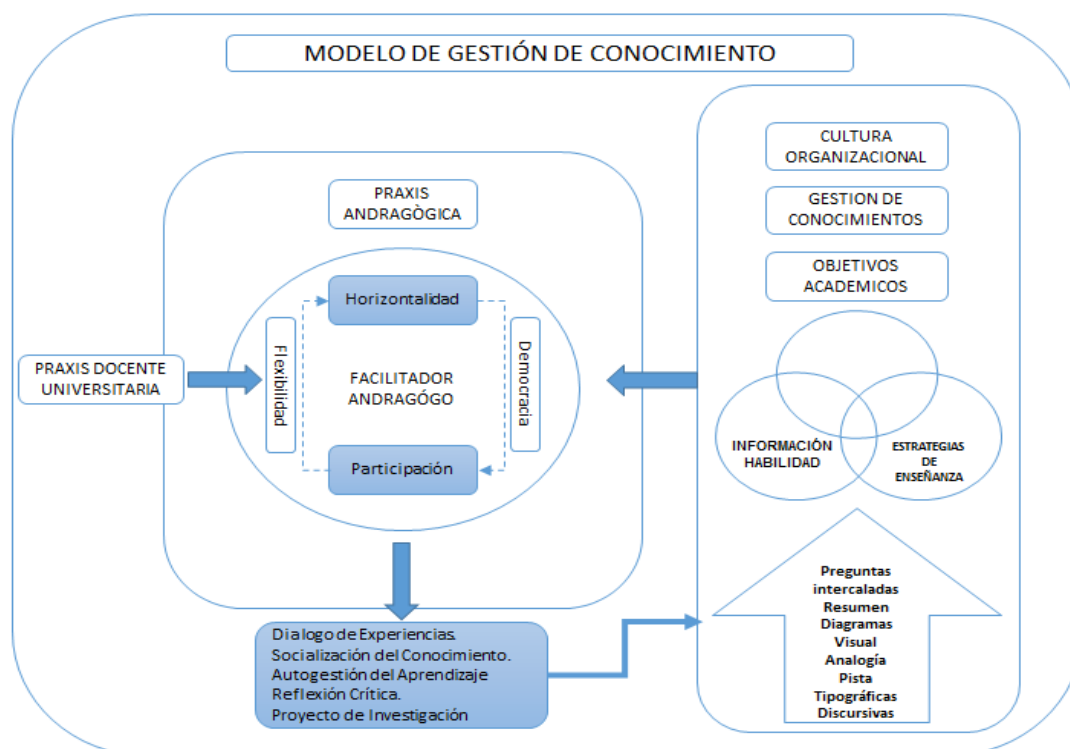 MODELO DE GESTIÓN DE CONOCIMIENTO
PRAXIS DOCENTE
UNIVERSITARIA
PRAXIS
ANDRAGÒGICA
Horizontalidad
Flexibilidad
FACILITADOR
ANDRAGÓGO
Democracia
Participación
Dialogo de Experiencias.
Socialización del Conocimiento.
Autogestión del Aprendizaje
Reflexión Crítica.
Proyecto de Investigación
CULTURA
ORGANIZACIONAL
GESTION DE
CONOCIMIENTOS
OBJETIVOS
ACADEMICOS
INFORMACIÓN
HABILIDAD
ESTRATEGIAS
DE
ENSEÑANZA
Preguntas
intercaladas
Resumen
Diagramas
Visual
Analogía
Pista
Tipográficas
Discursivas